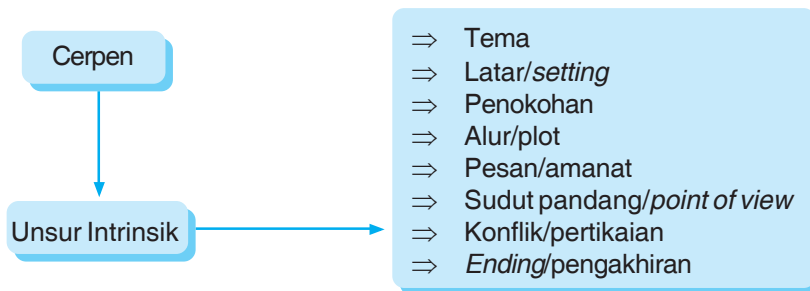 Cerpen
Unsur Intrinsik
⇒ Tema
⇒ Latar/setting
⇒ Penokohan
⇒ Alur/plot
⇒ Pesan/amanat
⇒ Sudut pandang/point of view
⇒ Konflik/pertikaian
⇒ Ending/pengakhiran